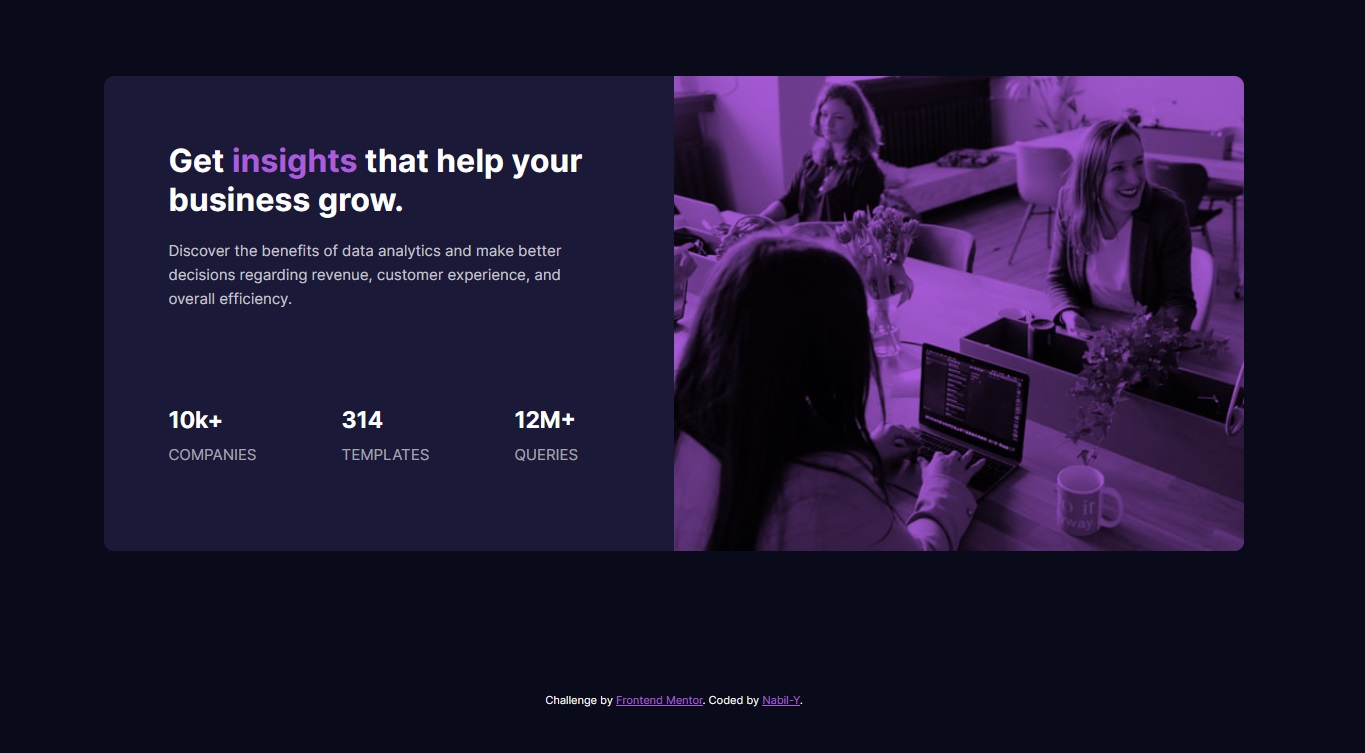 Get insights that help your
business grow.
Discover the benefits of data analytics and make better
decisions regarding revenue, customer experience, and
overall efficiency.
10k+
314
12M+
COMPANIES
TEMPLATES
QUERIES
Challenge by Frontend Mentor. Coded by Nabil-Y.